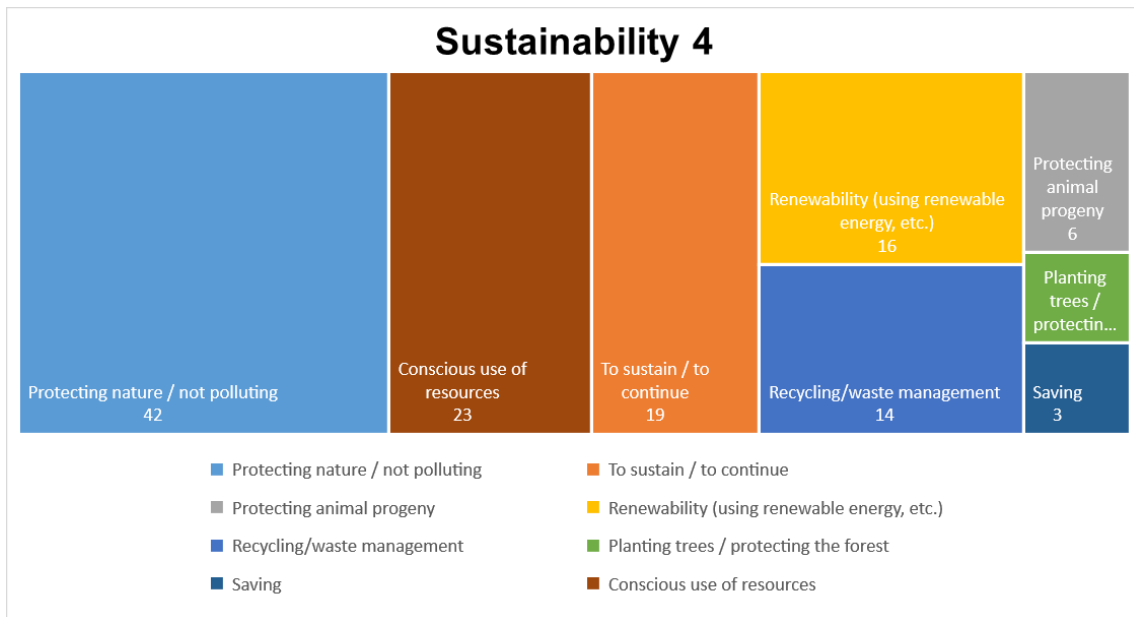 Sustainability 4
Protecting nature / not polluting
42
Conscious use of
resources
23
To sustain / to
continue
19
Renewability (using renewable
energy, etc.)
16
Recycling/waste management
14
Protecting
animal
progeny
6
Planting
trees /
protectin...
Saving
3
Protecting nature / not polluting
To sustain / to continue
Protecting animal progeny
Renewability (using renewable energy, etc.)
Recycling/waste management
Planting trees / protecting the forest
Saving
Conscious use of resources